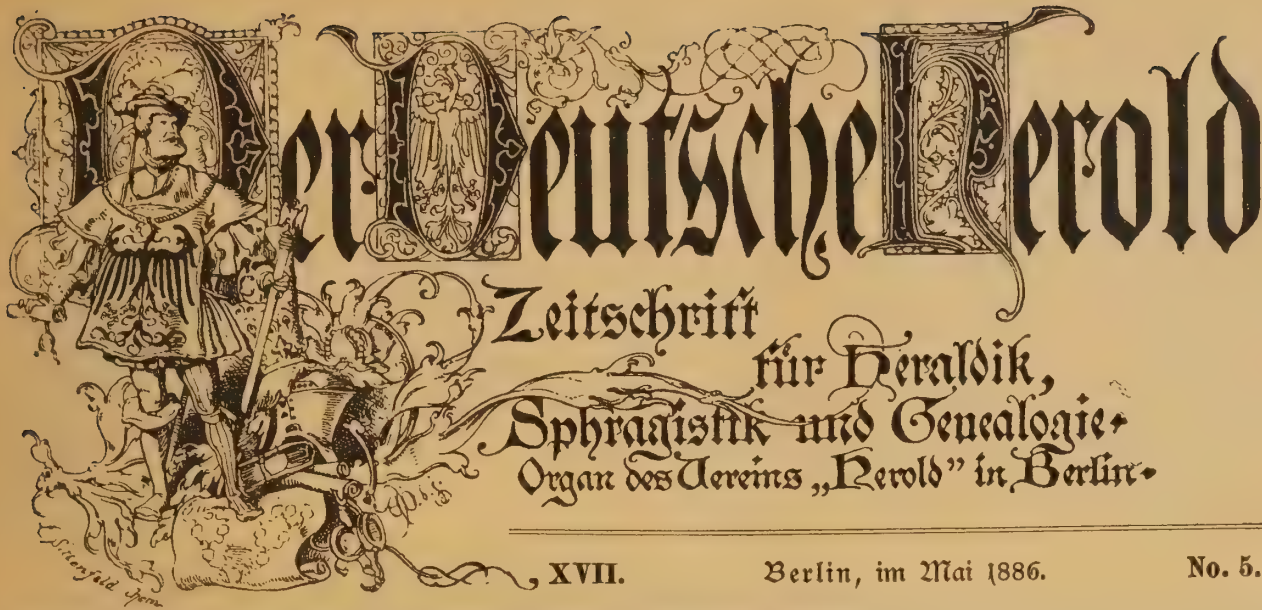 Der Deutsche Herold
Zeitschrift
für Heraldik,
Sphragistik und Genealogie.
Organ des Vereins „Herold” in Berlin.
XVII. Berlin, im Mai 1886. No. 5.